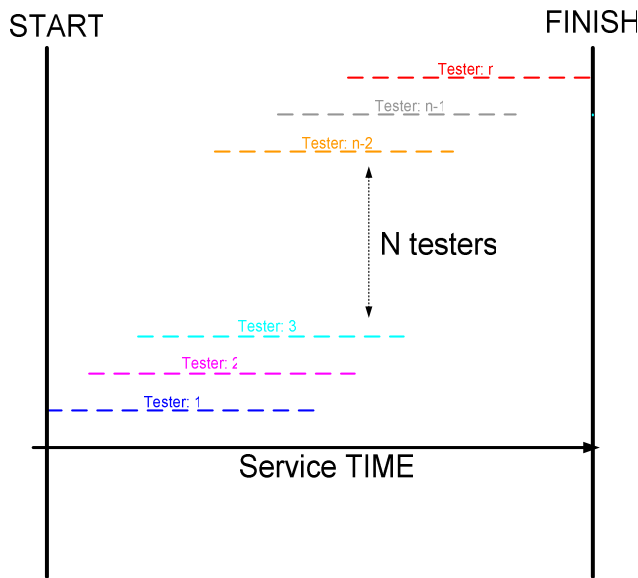 START
FINISH
Tester: r
Tester: n-1
Tester: n-2
N testers
Tester: 3
Tester: 2
Tester: 1
Service TIME